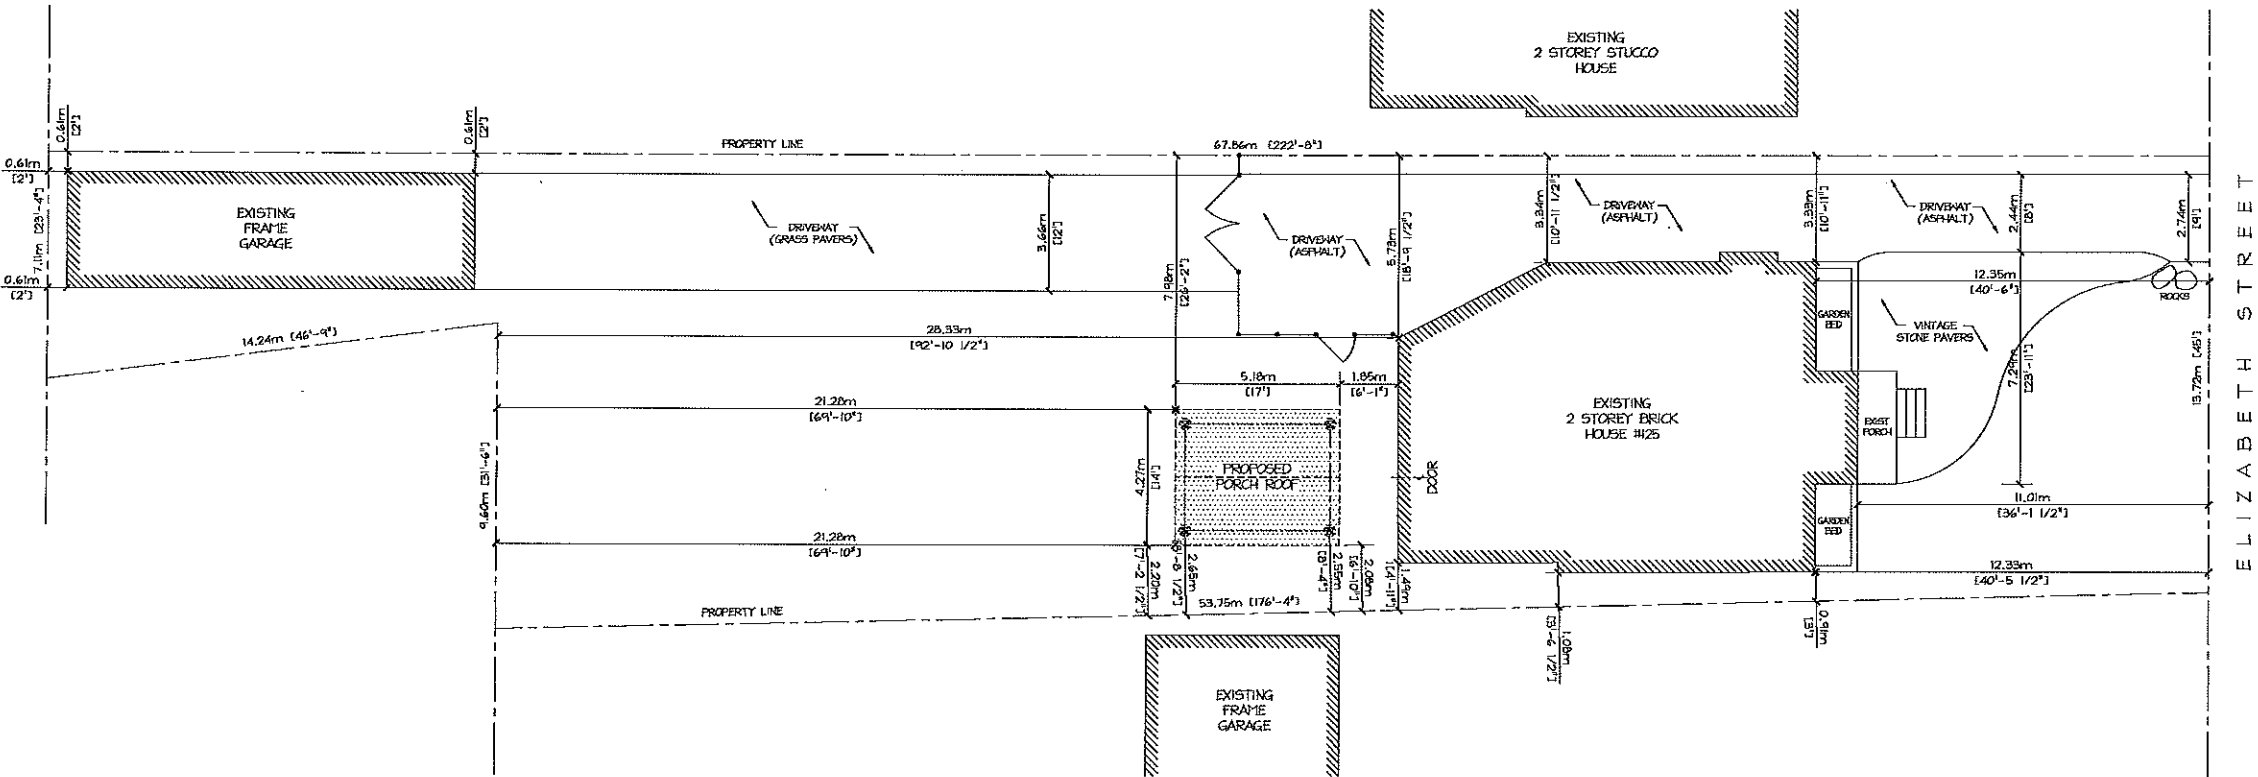 EXISTING
2 STOREY STUCCO
HOUSE
0.61m
[2']
0.61m
[2']
PROPERTY LINE
67.86m [222'-8"]
0.61m
[2']
7.11m [23'-4"]
0.61m
[2']
EXISTING
FRAME
GARAGE
DRIVEWAY
(GRASS PAVERS)
3.66m
[12']
7.98m
[26'-2"]
DRIVEWAY
(ASPHALT)
5.73m
[18'-9 1/2"]
3.34m
[10'-11 1/2"]
DRIVEWAY
(ASPHALT)
3.33m
[10'-11"]
DRIVEWAY
(ASPHALT)
2.44m
[8']
2.74m
[9']
12.35m
[40'-6"]
ROCKS
ELIZABETH STREET
14.24m [46'-9"]
28.33m
[92'-10 1/2"]
GARDEN
BED
VINTAGE
STONE PAVERS
7.29m
[23'-11"]
13.72m [45']
5.18m
[17']
1.85m
[6'-1"]
21.28m
[69'-10"]
EXISTING
2 STOREY BRICK
HOUSE #125
EXIST
PORCH
9.60m [31'-6"]
4.27m
[14']
PROPOSED
PORCH ROOF
DOOR
11.01m
[36'-1 1/2"]
GARDEN
BED
21.28m
[69'-10"]
2.20m
[7'-2 1/2"]
2.65m
[8'-8 1/2"]
2.55m
[8'-4"]
2.08m
[6'-10"]
1.49m
[4'-11"]
12.33m
[40'-5 1/2"]
PROPERTY LINE
53.75m [176'-4"]
1.08m
[3'-6 1/2"]
0.91m
[3']
EXISTING
FRAME
GARAGE